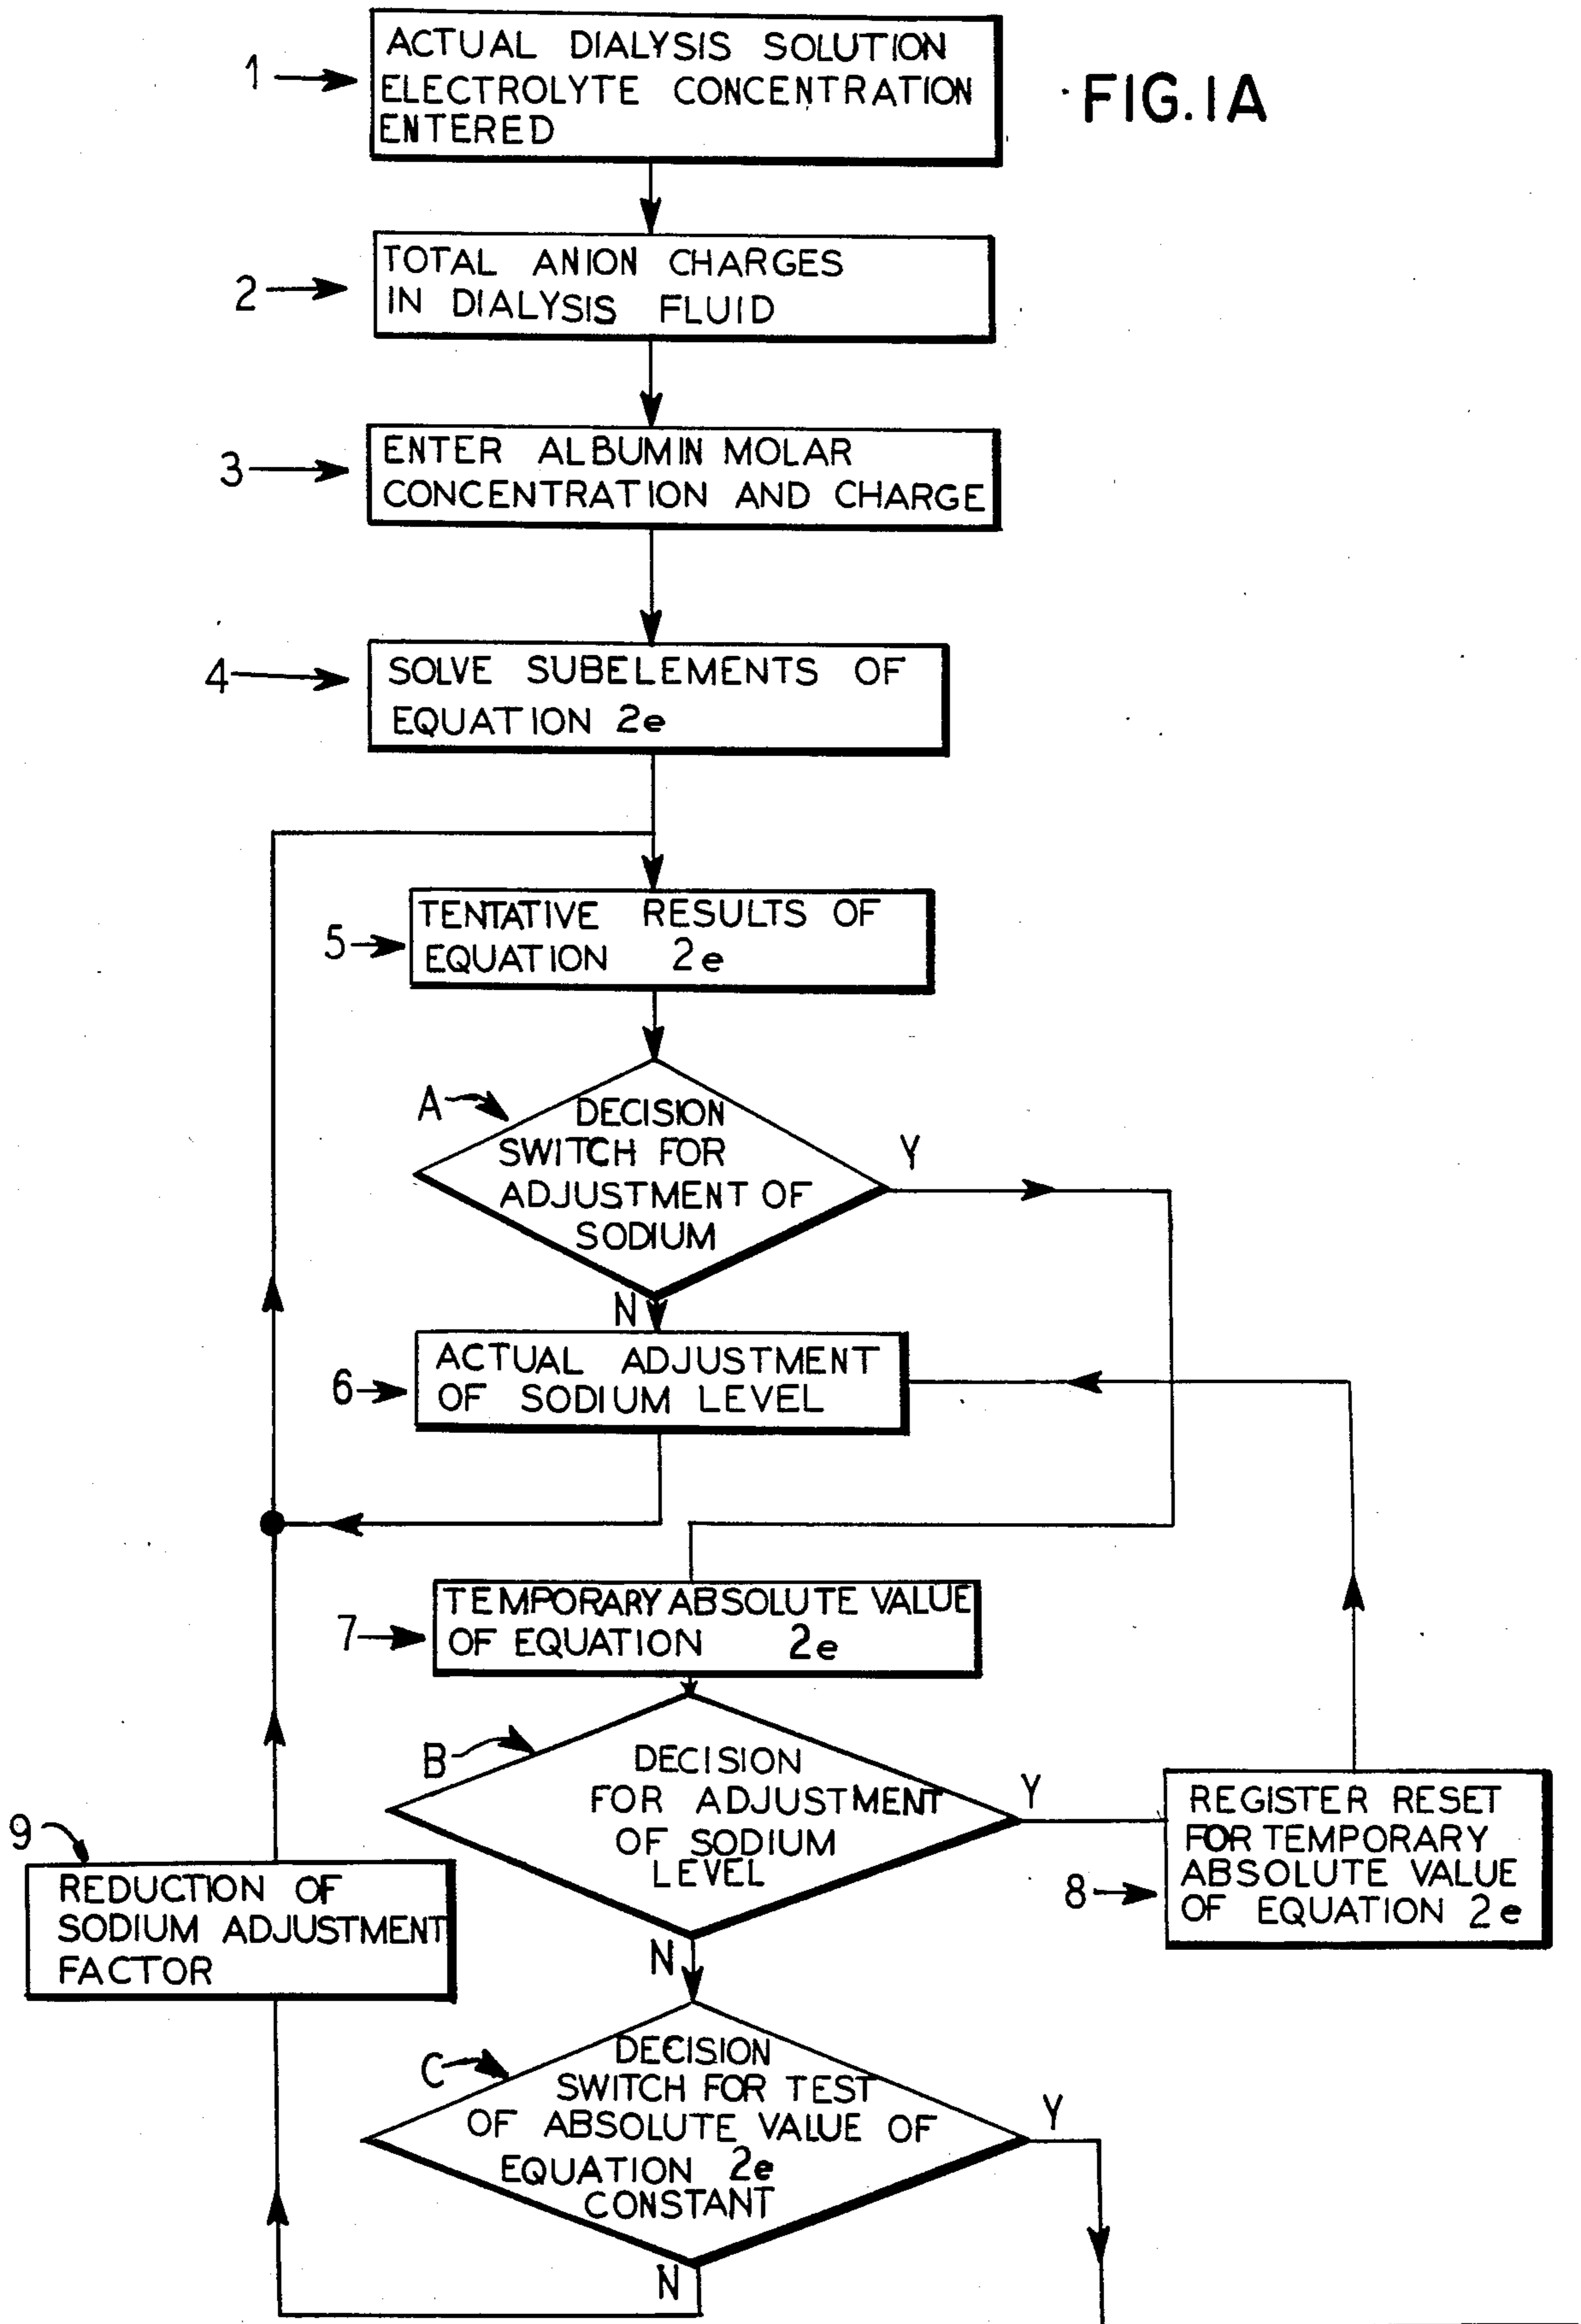 FIG.1A
1
ACTUAL DIALYSIS SOLUTION
ELECTROLYTE CONCENTRATION
ENTERED
2
TOTAL ANION CHARGES
IN DIALYSIS FLUID
3
ENTER ALBUMIN MOLAR
CONCENTRATION AND CHARGE
4
SOLVE SUBELEMENTS OF
EQUATION 2e
5
TENTATIVE RESULTS OF
EQUATION 2e
A
DECISION
SWITCH FOR
ADJUSTMENT OF
SODIUM
Y
N
6
ACTUAL ADJUSTMENT
OF SODIUM LEVEL
7
TEMPORARY ABSOLUTE VALUE
OF EQUATION 2e
B
DECISION
FOR ADJUSTMENT
OF SODIUM
LEVEL
Y
N
8
REGISTER RESET
FOR TEMPORARY
ABSOLUTE VALUE
OF EQUATION 2e
9
REDUCTION OF
SODIUM ADJUSTMENT
FACTOR
C
DECISION
SWITCH FOR TEST
OF ABSOLUTE VALUE OF
EQUATION 2e
CONSTANT
Y
N